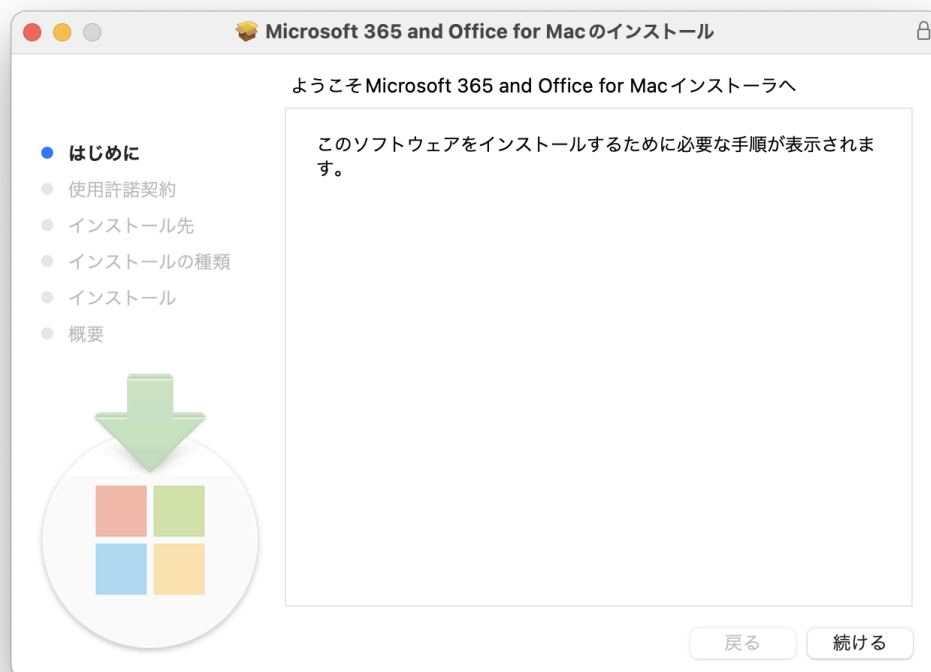 Microsoft 365 and Office for Macのインストール
ようこそMicrosoft 365 and Office for Macインストーラへ
はじめに
使用許諾契約
インストール先
インストールの種類
インストール
概要
このソフトウェアをインストールするために必要な手順が表示されま
す。
戻る
続ける